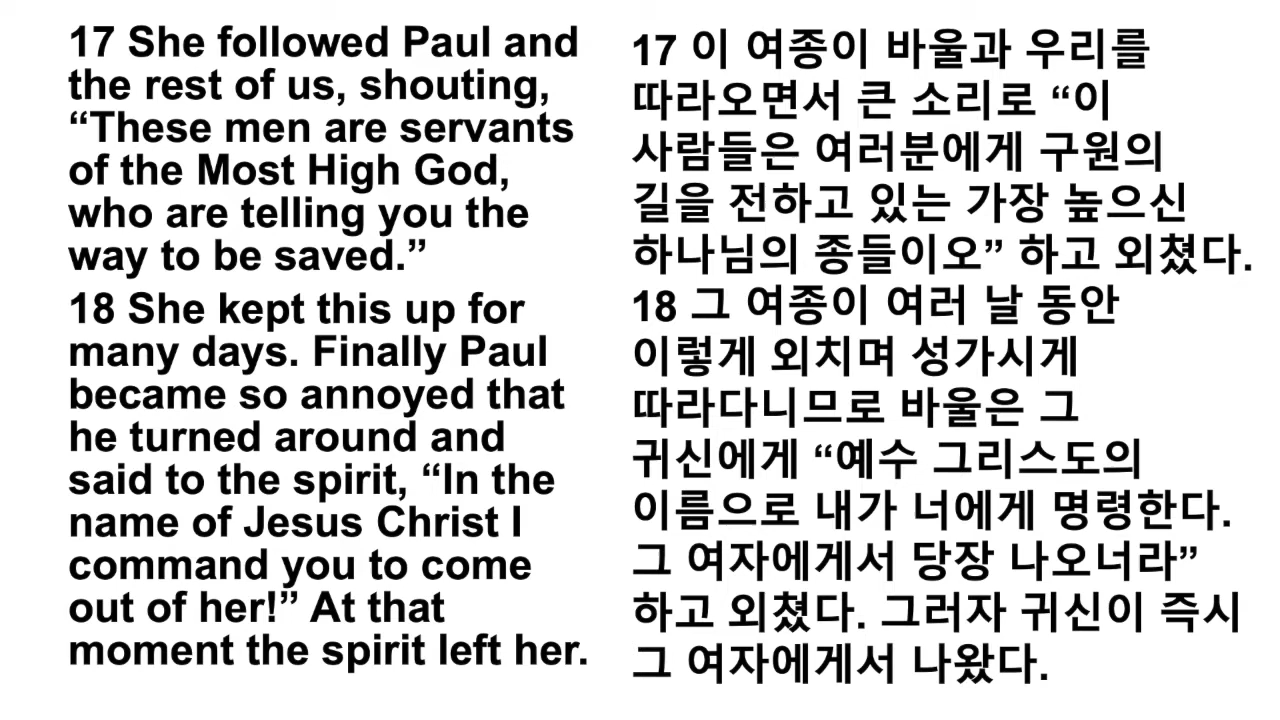 17 She followed Paul and
the rest of us, shouting,
“These men are servants
of the Most High God,
who are telling you the
way to be saved.”
18 She kept this up for
many days. Finally Paul
became so annoyed that
he turned around and
said to the spirit, “In the
name of Jesus Christ I
command you to come
out of her!” At that
moment the spirit left her.
17 이 여종이 바울과 우리를
따라오면서 큰 소리로 “이
사람들은 여러분에게 구원의
길을 전하고 있는 가장 높으신
하나님의 종들이오” 하고 외쳤다.
18 그 여종이 여러 날 동안
이렇게 외치며 성가시게
따라다니므로 바울은 그
귀신에게 “예수 그리스도의
이름으로 내가 너에게 명령한다.
그 여자에게서 당장 나오너라”
하고 외쳤다. 그러자 귀신이 즉시
그 여자에게서 나왔다.